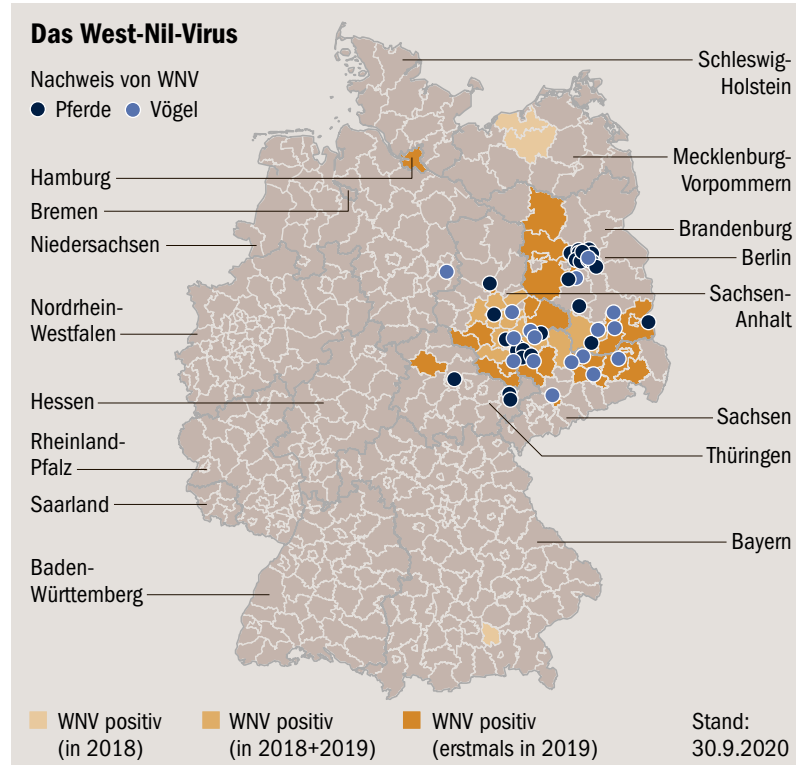 Das West-Nil-Virus
Nachweis von WNV
Pferde Vögel
Schleswig-
Holstein
Hamburg
Bremen
Niedersachsen
Nordrhein-
Westfalen
Hessen
Rheinland-
Pfalz
Saarland
Baden-
Württemberg
Mecklenburg-
Vorpommern
Brandenburg
Berlin
Sachsen-
Anhalt
Sachsen
Thüringen
Bayern
WNV positiv
(in 2018)
WNV positiv
(in 2018+2019)
WNV positiv
(erstmals in 2019)
Stand:
30.9.2020